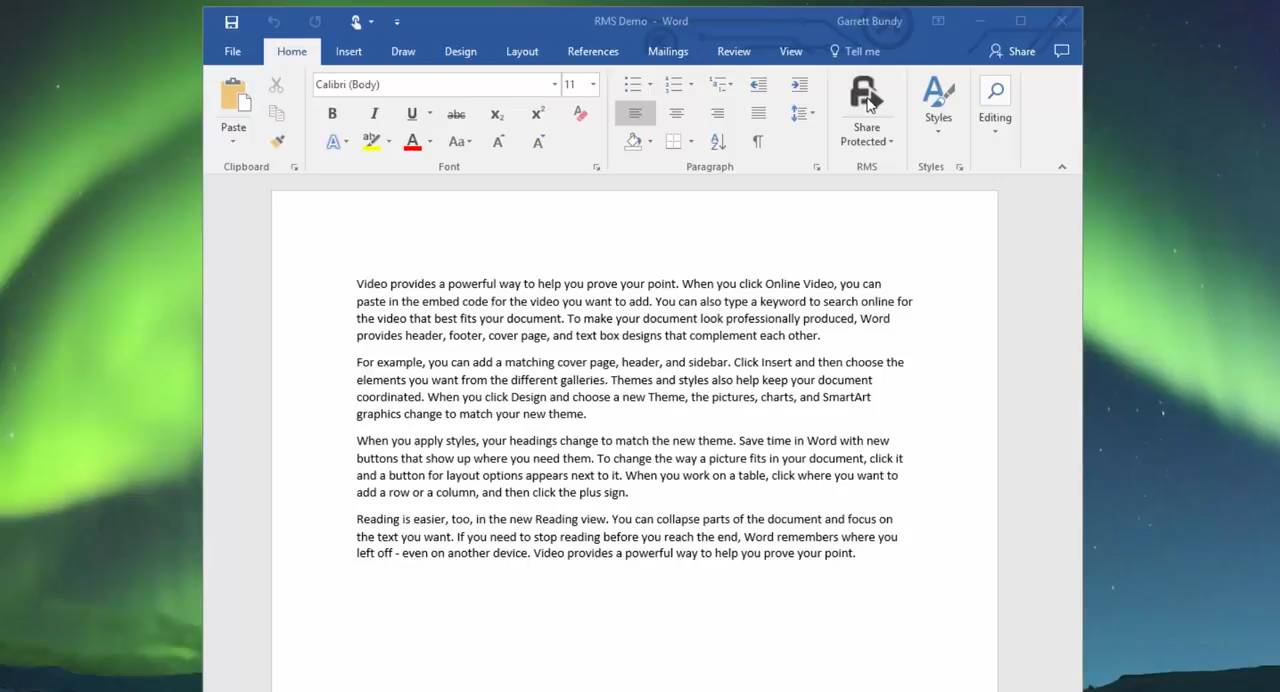 RMS Demo - Word
Garrett Bundy
File Home Insert Draw Design Layout References Mailings Review View Tell me Share
Calibri (Body) 11
Paste
B I U abc X₂ X²
A aby A Aa A A
Share Protected
Styles
Editing
Clipboard Font Paragraph RMS Styles
Video provides a powerful way to help you prove your point. When you click Online Video, you can
paste in the embed code for the video you want to add. You can also type a keyword to search online for
the video that best fits your document. To make your document look professionally produced, Word
provides header, footer, cover page, and text box designs that complement each other.
For example, you can add a matching cover page, header, and sidebar. Click Insert and then choose the
elements you want from the different galleries. Themes and styles also help keep your document
coordinated. When you click Design and choose a new Theme, the pictures, charts, and SmartArt
graphics change to match your new theme.
When you apply styles, your headings change to match the new theme. Save time in Word with new
buttons that show up where you need them. To change the way a picture fits in your document, click it
and a button for layout options appears next to it. When you work on a table, click where you want to
add a row or a column, and then click the plus sign.
Reading is easier, too, in the new Reading view. You can collapse parts of the document and focus on
the text you want. If you need to stop reading before you reach the end, Word remembers where you
left off - even on another device. Video provides a powerful way to help you prove your point.